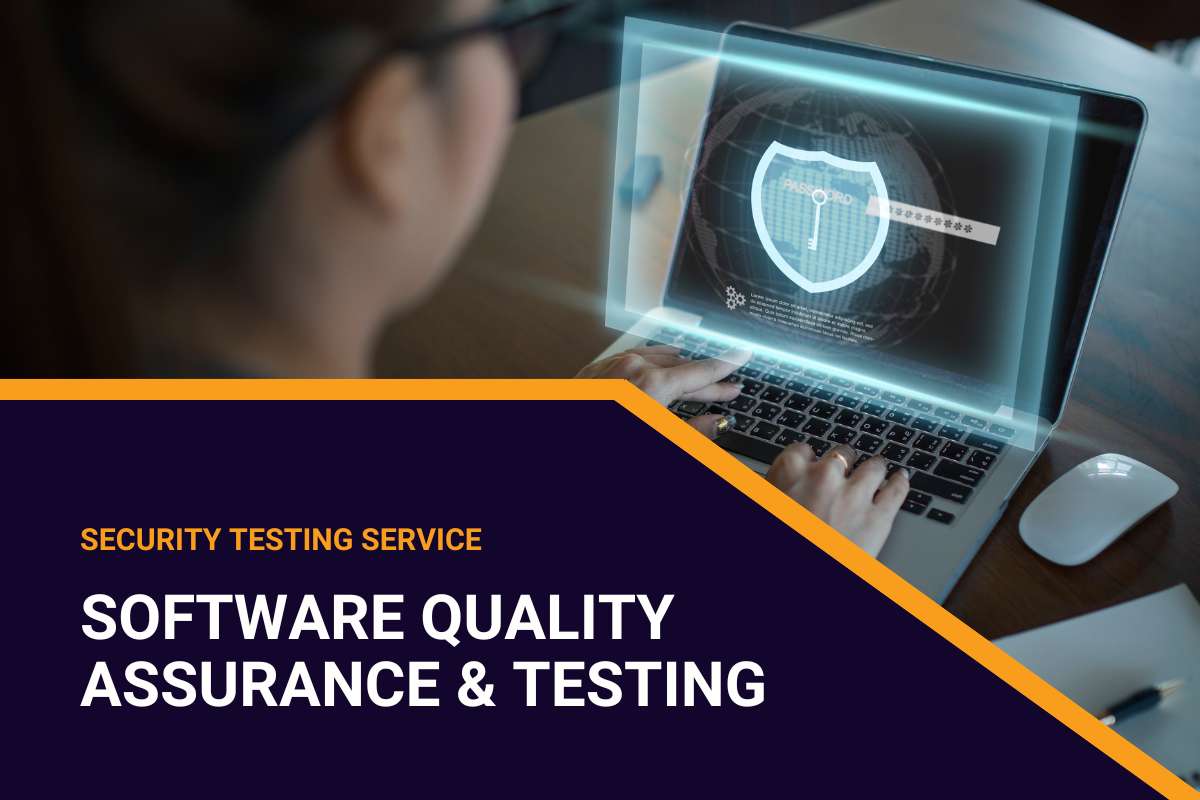 PASSWORD
✱✱✱✱✱✱✱✱✱
SECURITY TESTING SERVICE
SOFTWARE QUALITY
ASSURANCE & TESTING